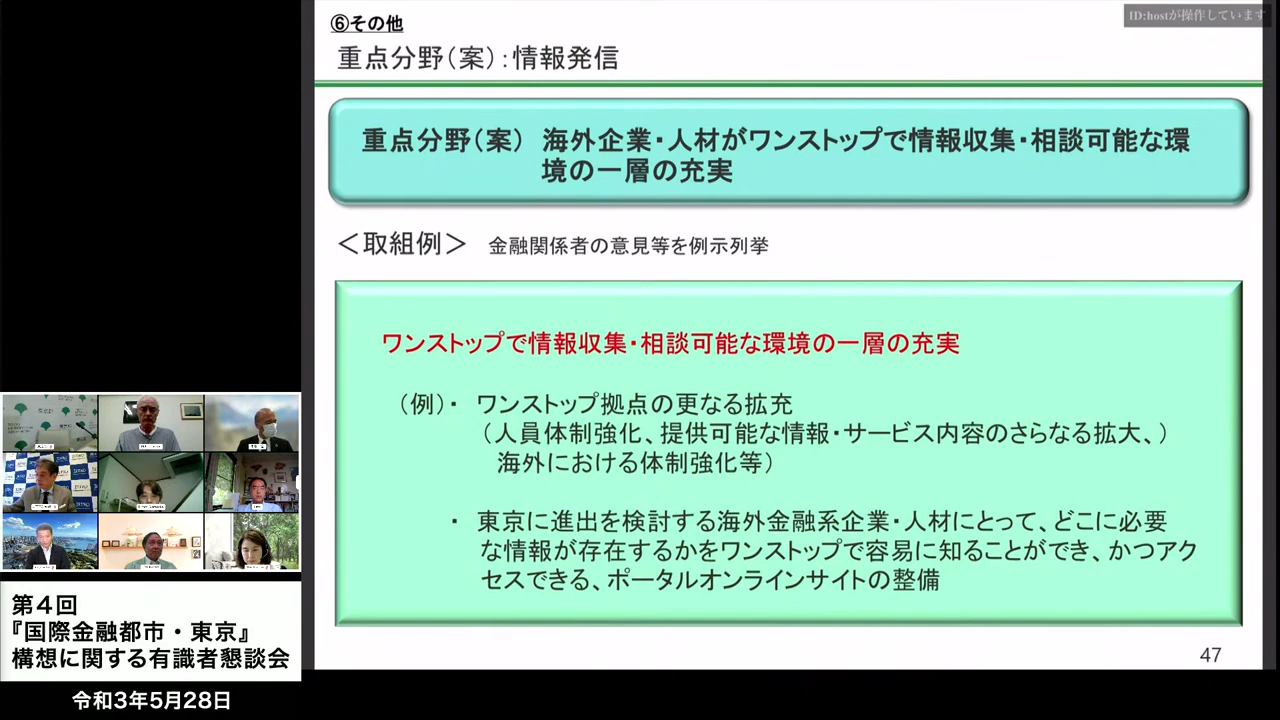 ⑥その他
ID:hostが操作しています
重点分野(案):情報発信
重点分野(案) 海外企業・人材がワンストップで情報収集・相談可能な環
境の一層の充実
<取組例> 金融関係者の意見等を例示列挙
ワンストップで情報収集・相談可能な環境の一層の充実
(例)・ ワンストップ拠点の更なる拡充
(人員体制強化、提供可能な情報・サービス内容のさらなる拡大、)
海外における体制強化等)
・ 東京に進出を検討する海外金融系企業・人材にとって、どこに必要
な情報が存在するかをワンストップで容易に知ることができ、かつアク
セスできる、ポータルオンラインサイトの整備
47
第4回
『国際金融都市・東京』
構想に関する有識者懇談会
令和3年5月28日